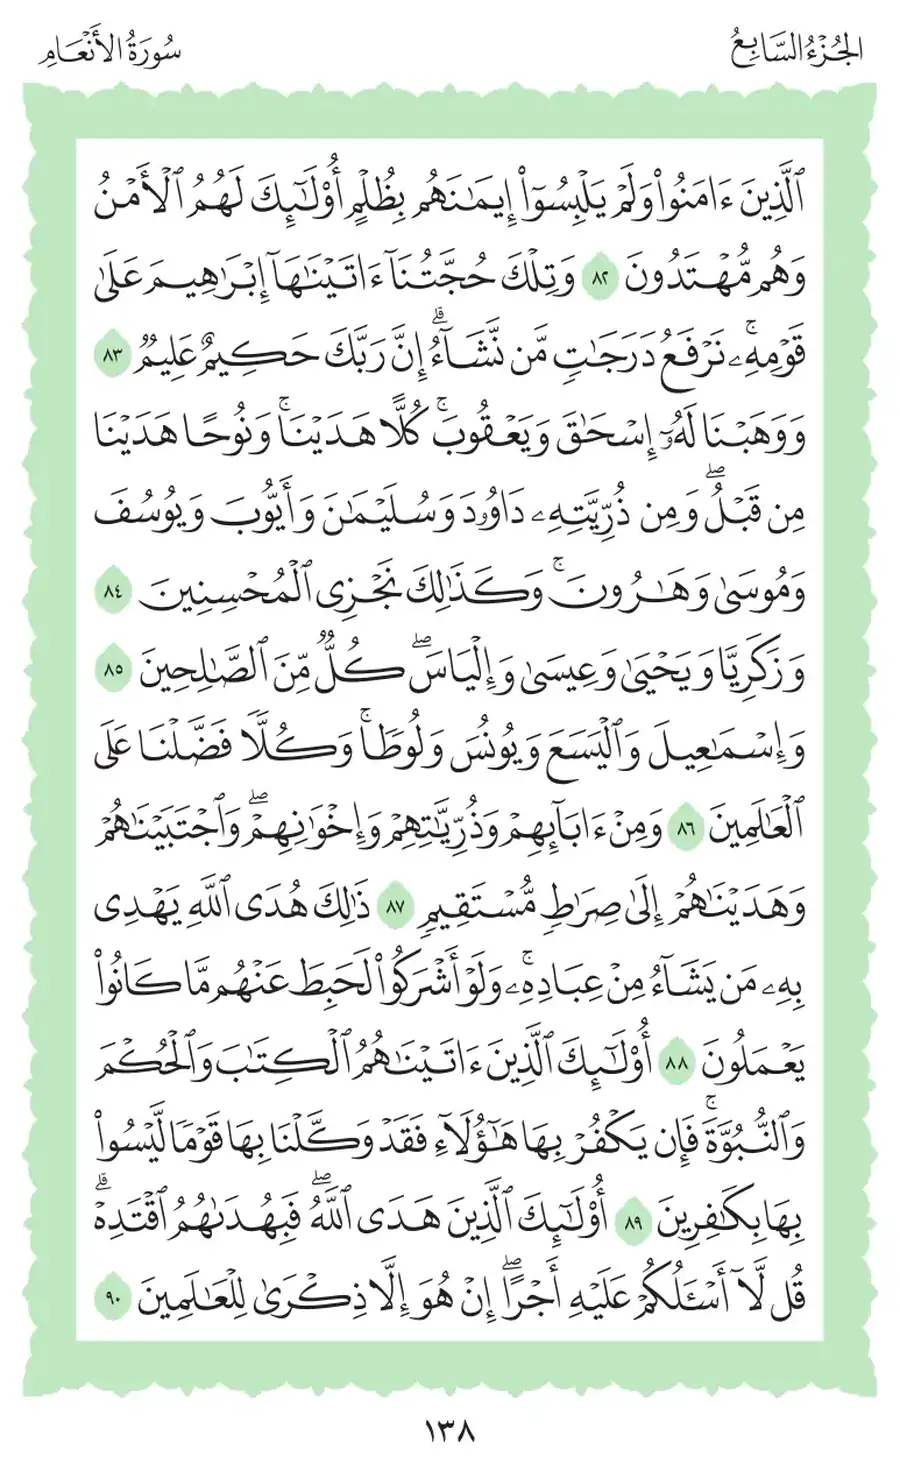 الجُزْءُ السَّابِعُ
سُورَةُ الأَنْعَامِ
ٱلَّذِينَ ءَامَنُوا۟ وَلَمْ يَلْبِسُوٓا۟ إِيمَـٰنَهُم بِظُلْمٍ أُو۟لَـٰٓئِكَ لَهُمُ ٱلْأَمْنُ
وَهُم مُّهْتَدُونَ ٨٢ وَتِلْكَ حُجَّتُنَآ ءَاتَيْنَـٰهَآ إِبْرَٰهِيمَ عَلَىٰ
قَوْمِهِۦ ۚ نَرْفَعُ دَرَجَـٰتٍ مَّن نَّشَآءُ ۗ إِنَّ رَبَّكَ حَكِيمٌ عَلِيمٌ ٨٣
وَوَهَبْنَا لَهُۥٓ إِسْحَـٰقَ وَيَعْقُوبَ ۚ كُلًّا هَدَيْنَا ۚ وَنُوحًا هَدَيْنَا
مِن قَبْلُ ۖ وَمِن ذُرِّيَّتِهِۦ دَاوُۥدَ وَسُلَيْمَـٰنَ وَأَيُّوبَ وَيُوسُفَ
وَمُوسَىٰ وَهَـٰرُونَ ۚ وَكَذَٰلِكَ نَجْزِى ٱلْمُحْسِنِينَ ٨٤
وَزَكَرِيَّا وَيَحْيَىٰ وَعِيسَىٰ وَإِلْيَاسَ ۖ كُلٌّ مِّنَ ٱلصَّـٰلِحِينَ ٨٥
وَإِسْمَـٰعِيلَ وَٱلْيَسَعَ وَيُونُسَ وَلُوطًا ۚ وَكُلًّا فَضَّلْنَا عَلَى
ٱلْعَـٰلَمِينَ ٨٦ وَمِنْ ءَابَآئِهِمْ وَذُرِّيَّـٰتِهِمْ وَإِخْوَٰنِهِمْ ۖ وَٱجْتَبَيْنَـٰهُمْ
وَهَدَيْنَـٰهُمْ إِلَىٰ صِرَٰطٍ مُّسْتَقِيمٍ ٨٧ ذَٰلِكَ هُدَى ٱللَّهِ يَهْدِى
بِهِۦ مَن يَشَآءُ مِنْ عِبَادِهِۦ ۚ وَلَوْ أَشْرَكُوا۟ لَحَبِطَ عَنْهُم مَّا كَانُوا۟
يَعْمَلُونَ ٨٨ أُو۟لَـٰٓئِكَ ٱلَّذِينَ ءَاتَيْنَـٰهُمُ ٱلْكِتَـٰبَ وَٱلْحُكْمَ
وَٱلنُّبُوَّةَ ۚ فَإِن يَكْفُرْ بِهَا هَـٰٓؤُلَآءِ فَقَدْ وَكَّلْنَا بِهَا قَوْمًا لَّيْسُوا۟
بِهَا بِكَـٰفِرِينَ ٨٩ أُو۟لَـٰٓئِكَ ٱلَّذِينَ هَدَى ٱللَّهُ ۖ فَبِهُدَىٰهُمُ ٱقْتَدِهْ ۗ
قُل لَّآ أَسْـَٔلُكُمْ عَلَيْهِ أَجْرًا ۖ إِنْ هُوَ إِلَّا ذِكْرَىٰ لِلْعَـٰلَمِينَ ٩٠
١٣٨